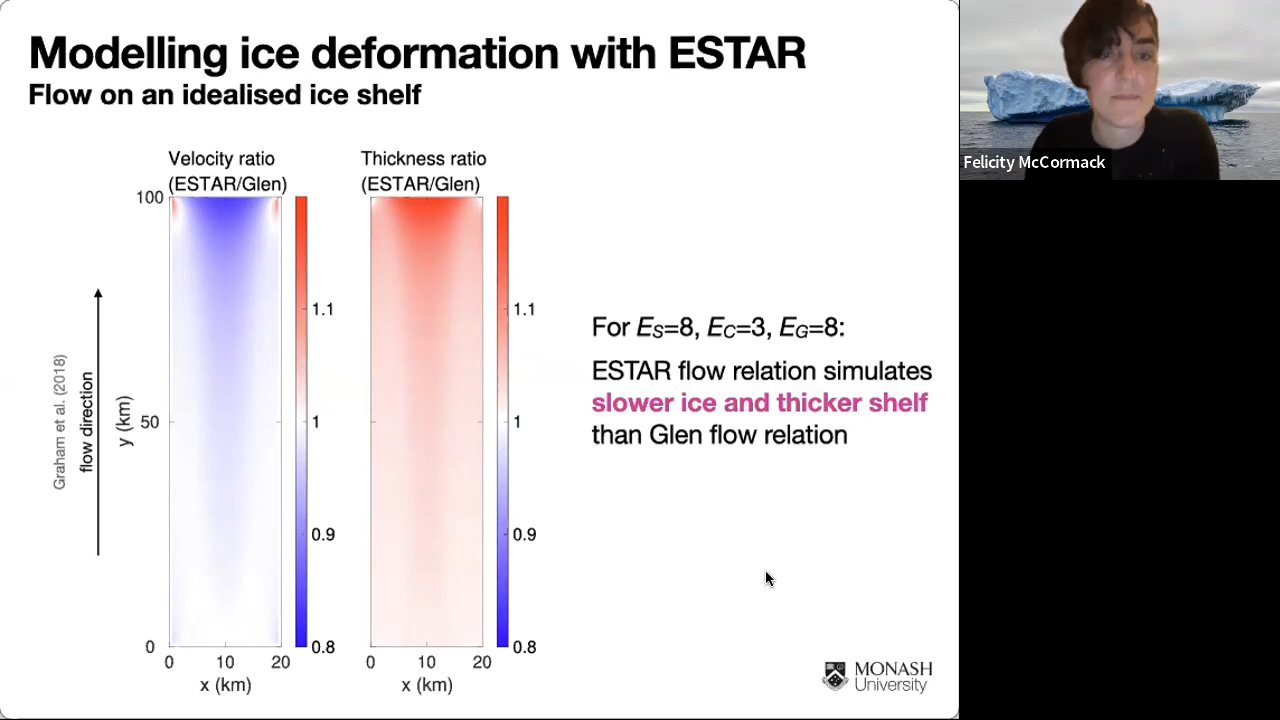 Modelling ice deformation with ESTAR
Flow on an idealised ice shelf
Velocity ratio
(ESTAR/Glen)
Thickness ratio
(ESTAR/Glen)
100
50
0
y (km)
flow direction
Graham et al. (2018)
0 10 20
x (km)
1.1
1
0.9
0.8
0 10 20
x (km)
1.1
1
0.9
0.8
For ES=8, EC=3, EG=8:
ESTAR flow relation simulates
slower ice and thicker shelf
than Glen flow relation
MONASH
University
Felicity McCormack